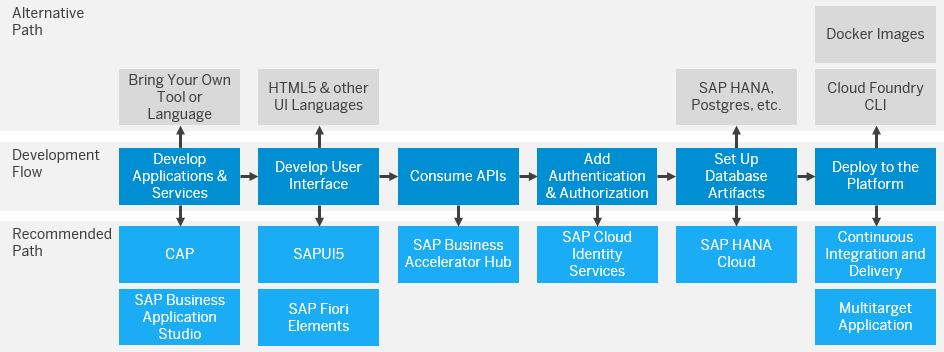 Alternative
Path
Docker Images
Bring Your Own
Tool or
Language
HTML5 & other
UI Languages
SAP HANA,
Postgres, etc.
Cloud Foundry
CLI
Development
Flow
Develop
Applications &
Services
Develop User
Interface
Consume APIs
Add
Authentication
& Authorization
Set Up
Database
Artifacts
Deploy to the
Platform
Recommended
Path
CAP
SAPUI5
SAP Business
Accelerator Hub
SAP Cloud
Identity
Services
SAP HANA
Cloud
Continuous
Integration and
Delivery
SAP Business
Application
Studio
SAP Fiori
Elements
Multitarget
Application